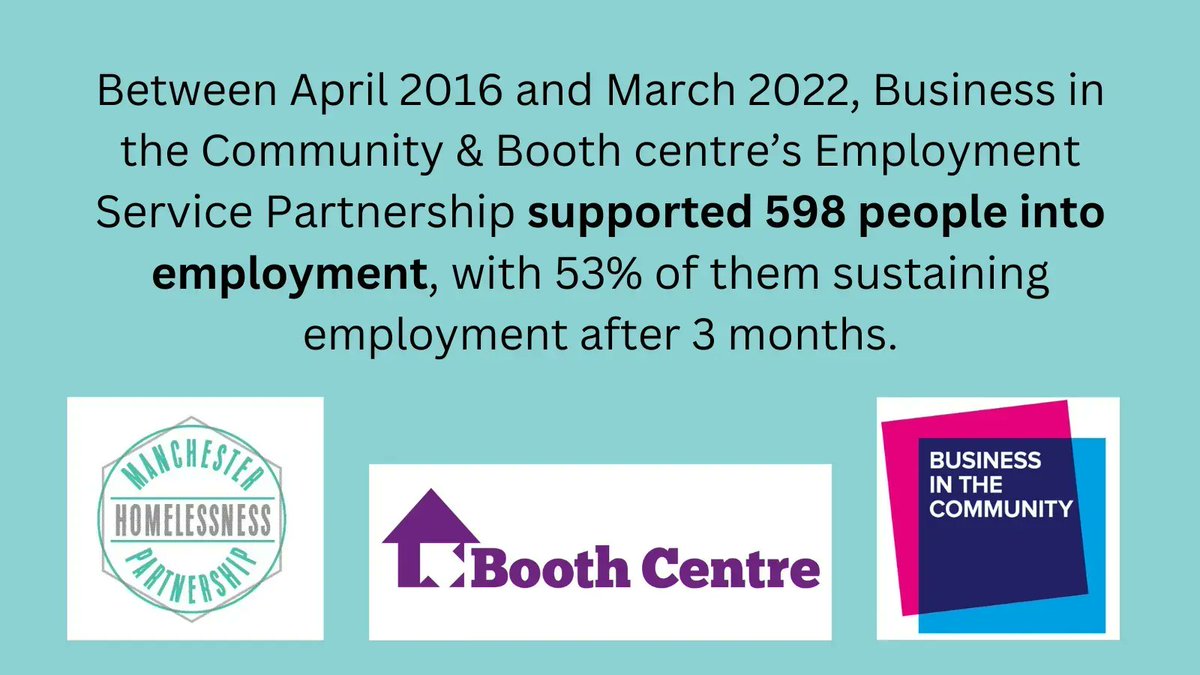 Between April 2016 and March 2022, Business in
the Community & Booth centre’s Employment
Service Partnership supported 598 people into
employment, with 53% of them sustaining
employment after 3 months.
MANCHESTER
HOMELESSNESS
PARTNERSHIP
Booth Centre
BUSINESS
IN THE
COMMUNITY